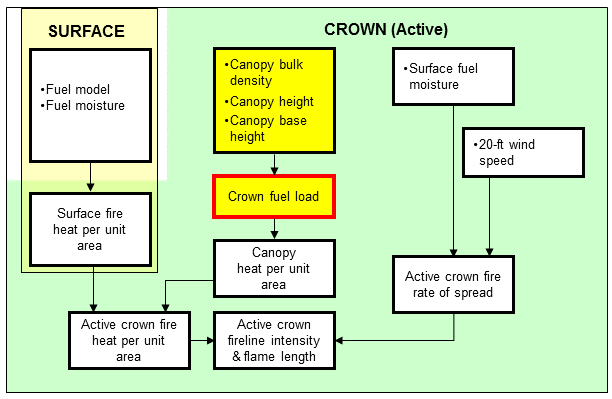 SURFACE
CROWN (Active)
•Fuel model
•Fuel moisture
•Canopy bulk
density
•Canopy height
•Canopy base
height
•Surface fuel
moisture
•20-ft wind
speed
Crown fuel load
Surface fire
heat per unit
area
Canopy
heat per unit
area
Active crown fire
rate of spread
Active crown fire
heat per unit
area
Active crown
fireline intensity
& flame length